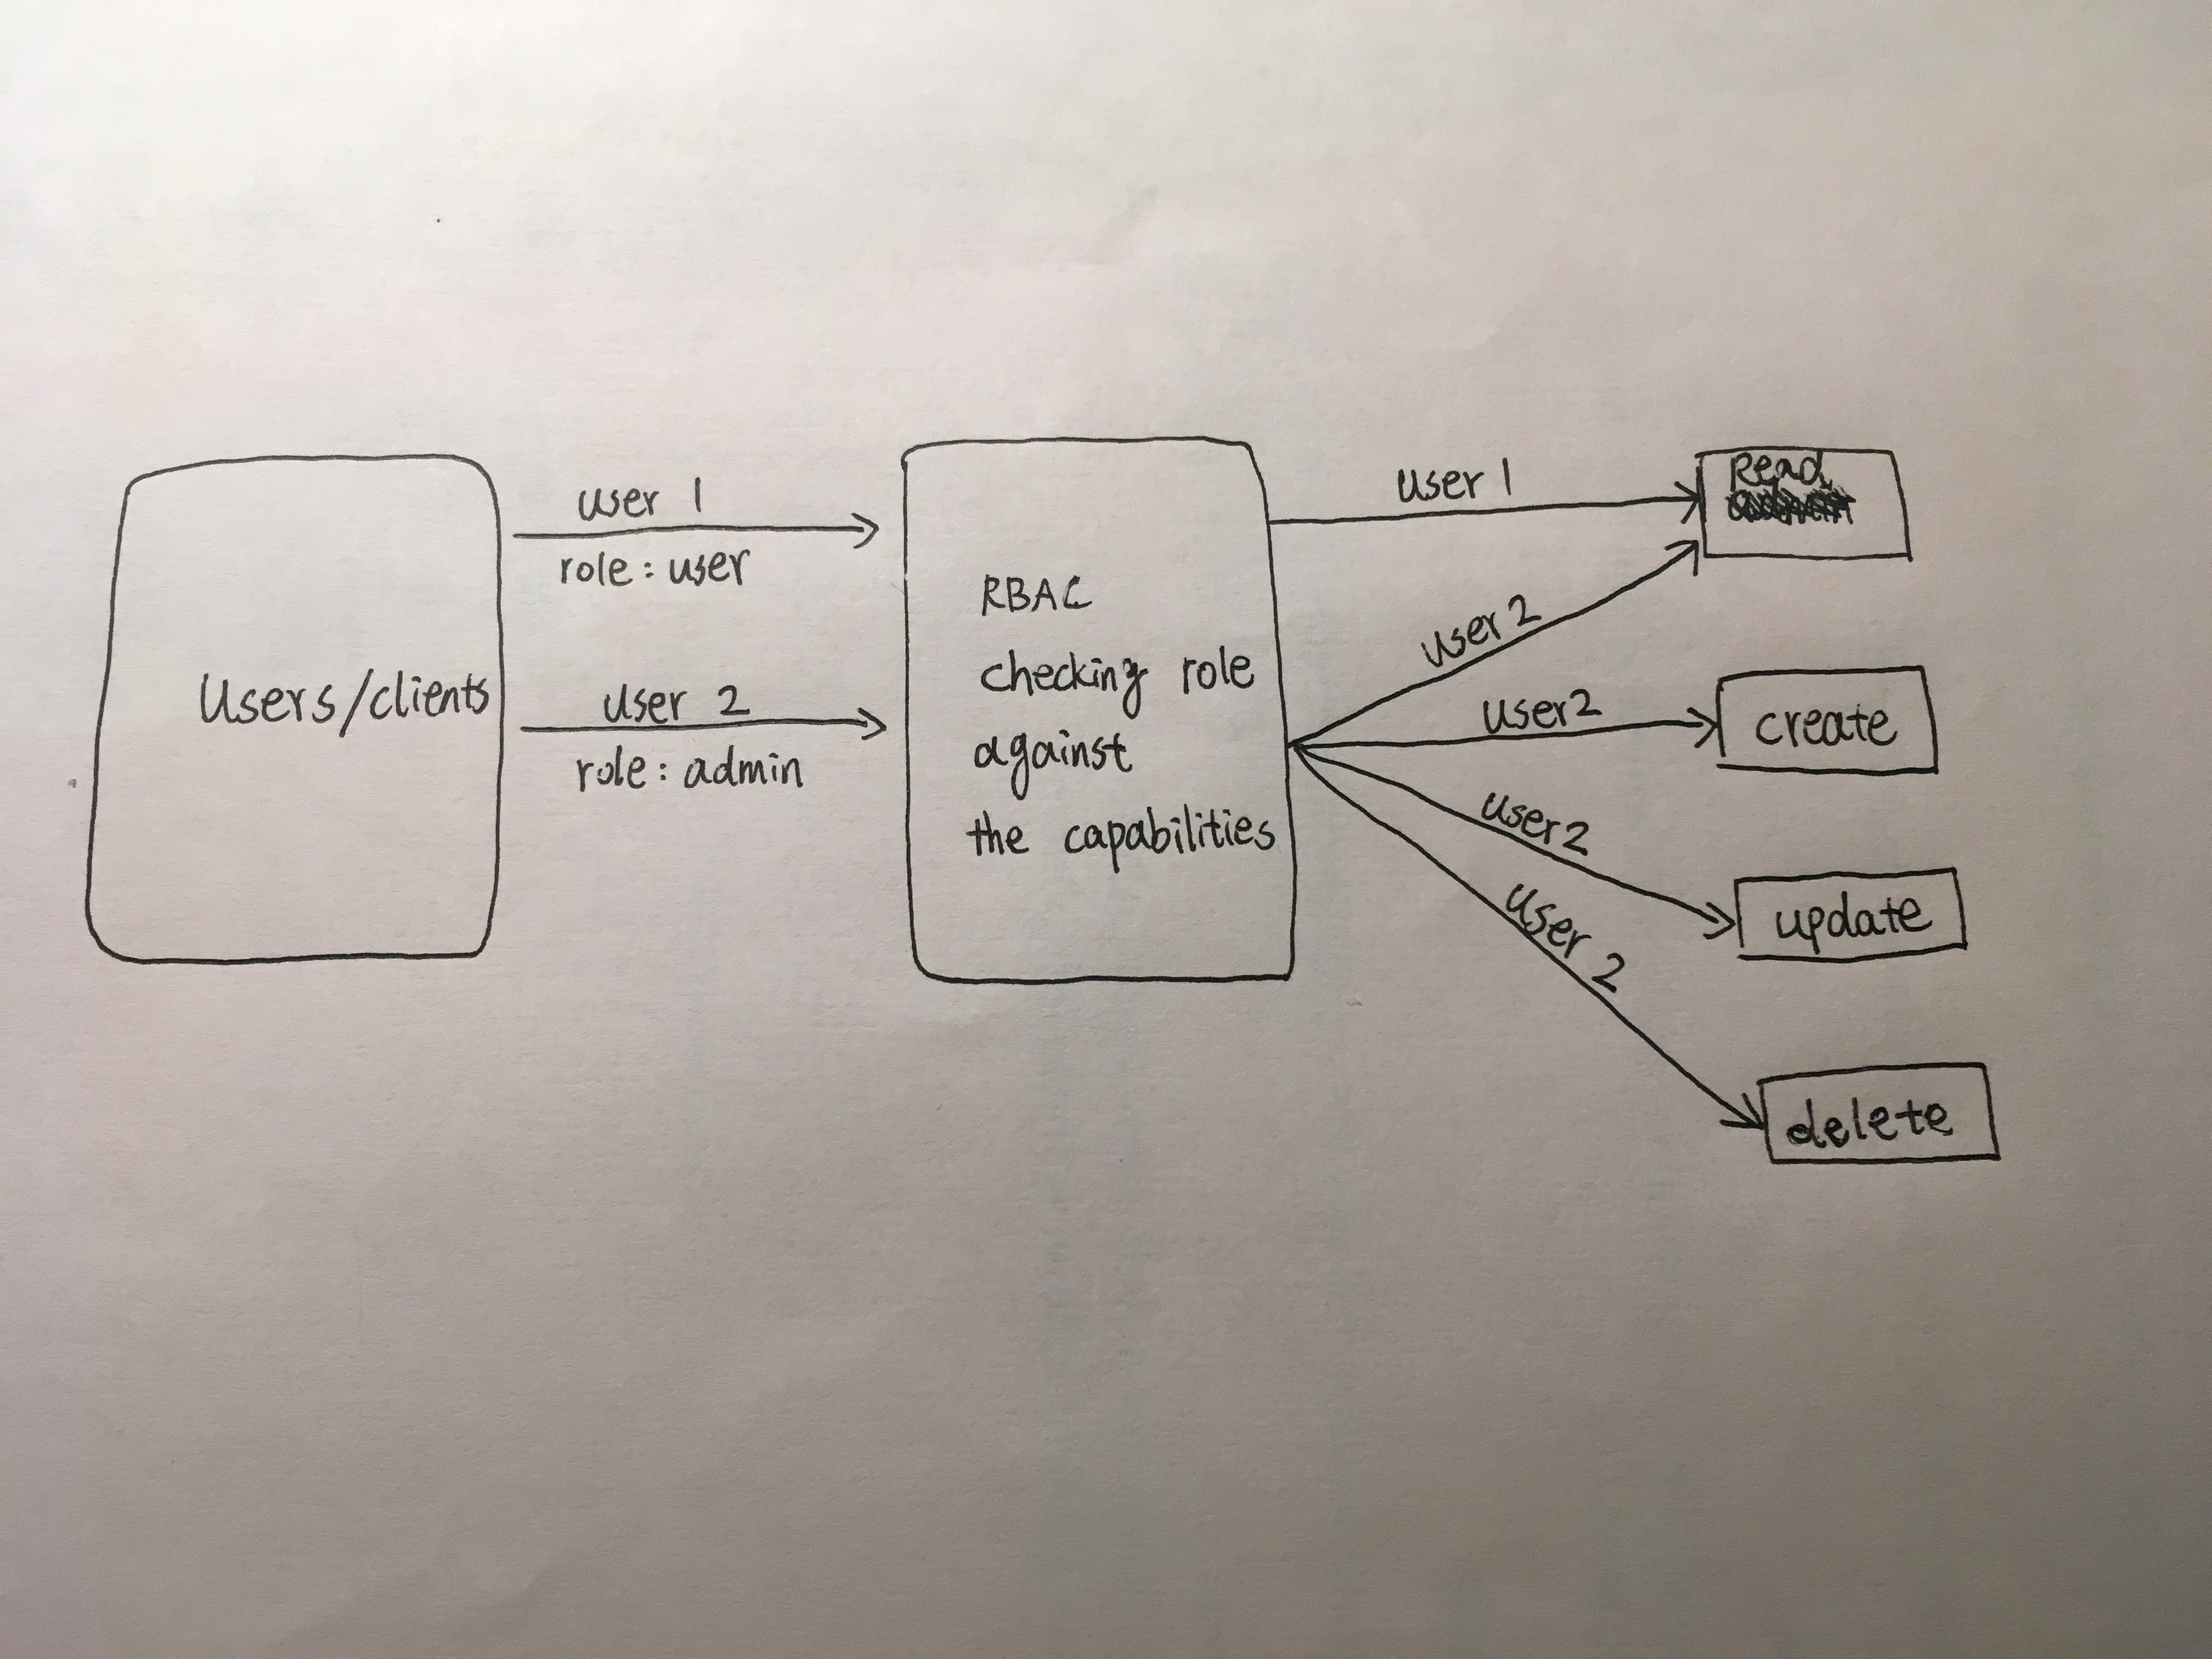 Users/clients
user 1
role: user
user 2
role: admin
RBAC
checking role
against
the capabilities
user 1
user 2
user2
user2
user 2
Read
create
update
delete